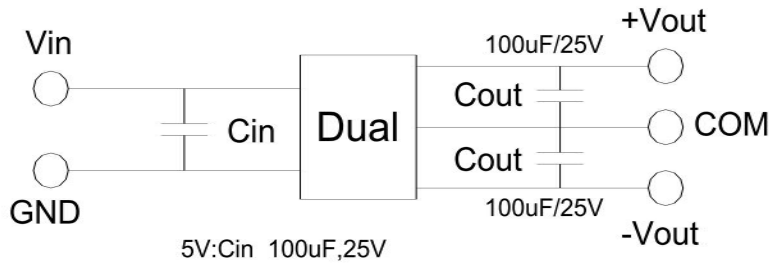 +Vout
100uF/25V
Vin
Cout
Cin
Dual
COM
Cout
GND
100uF/25V
-Vout
5V:Cin 100uF,25V